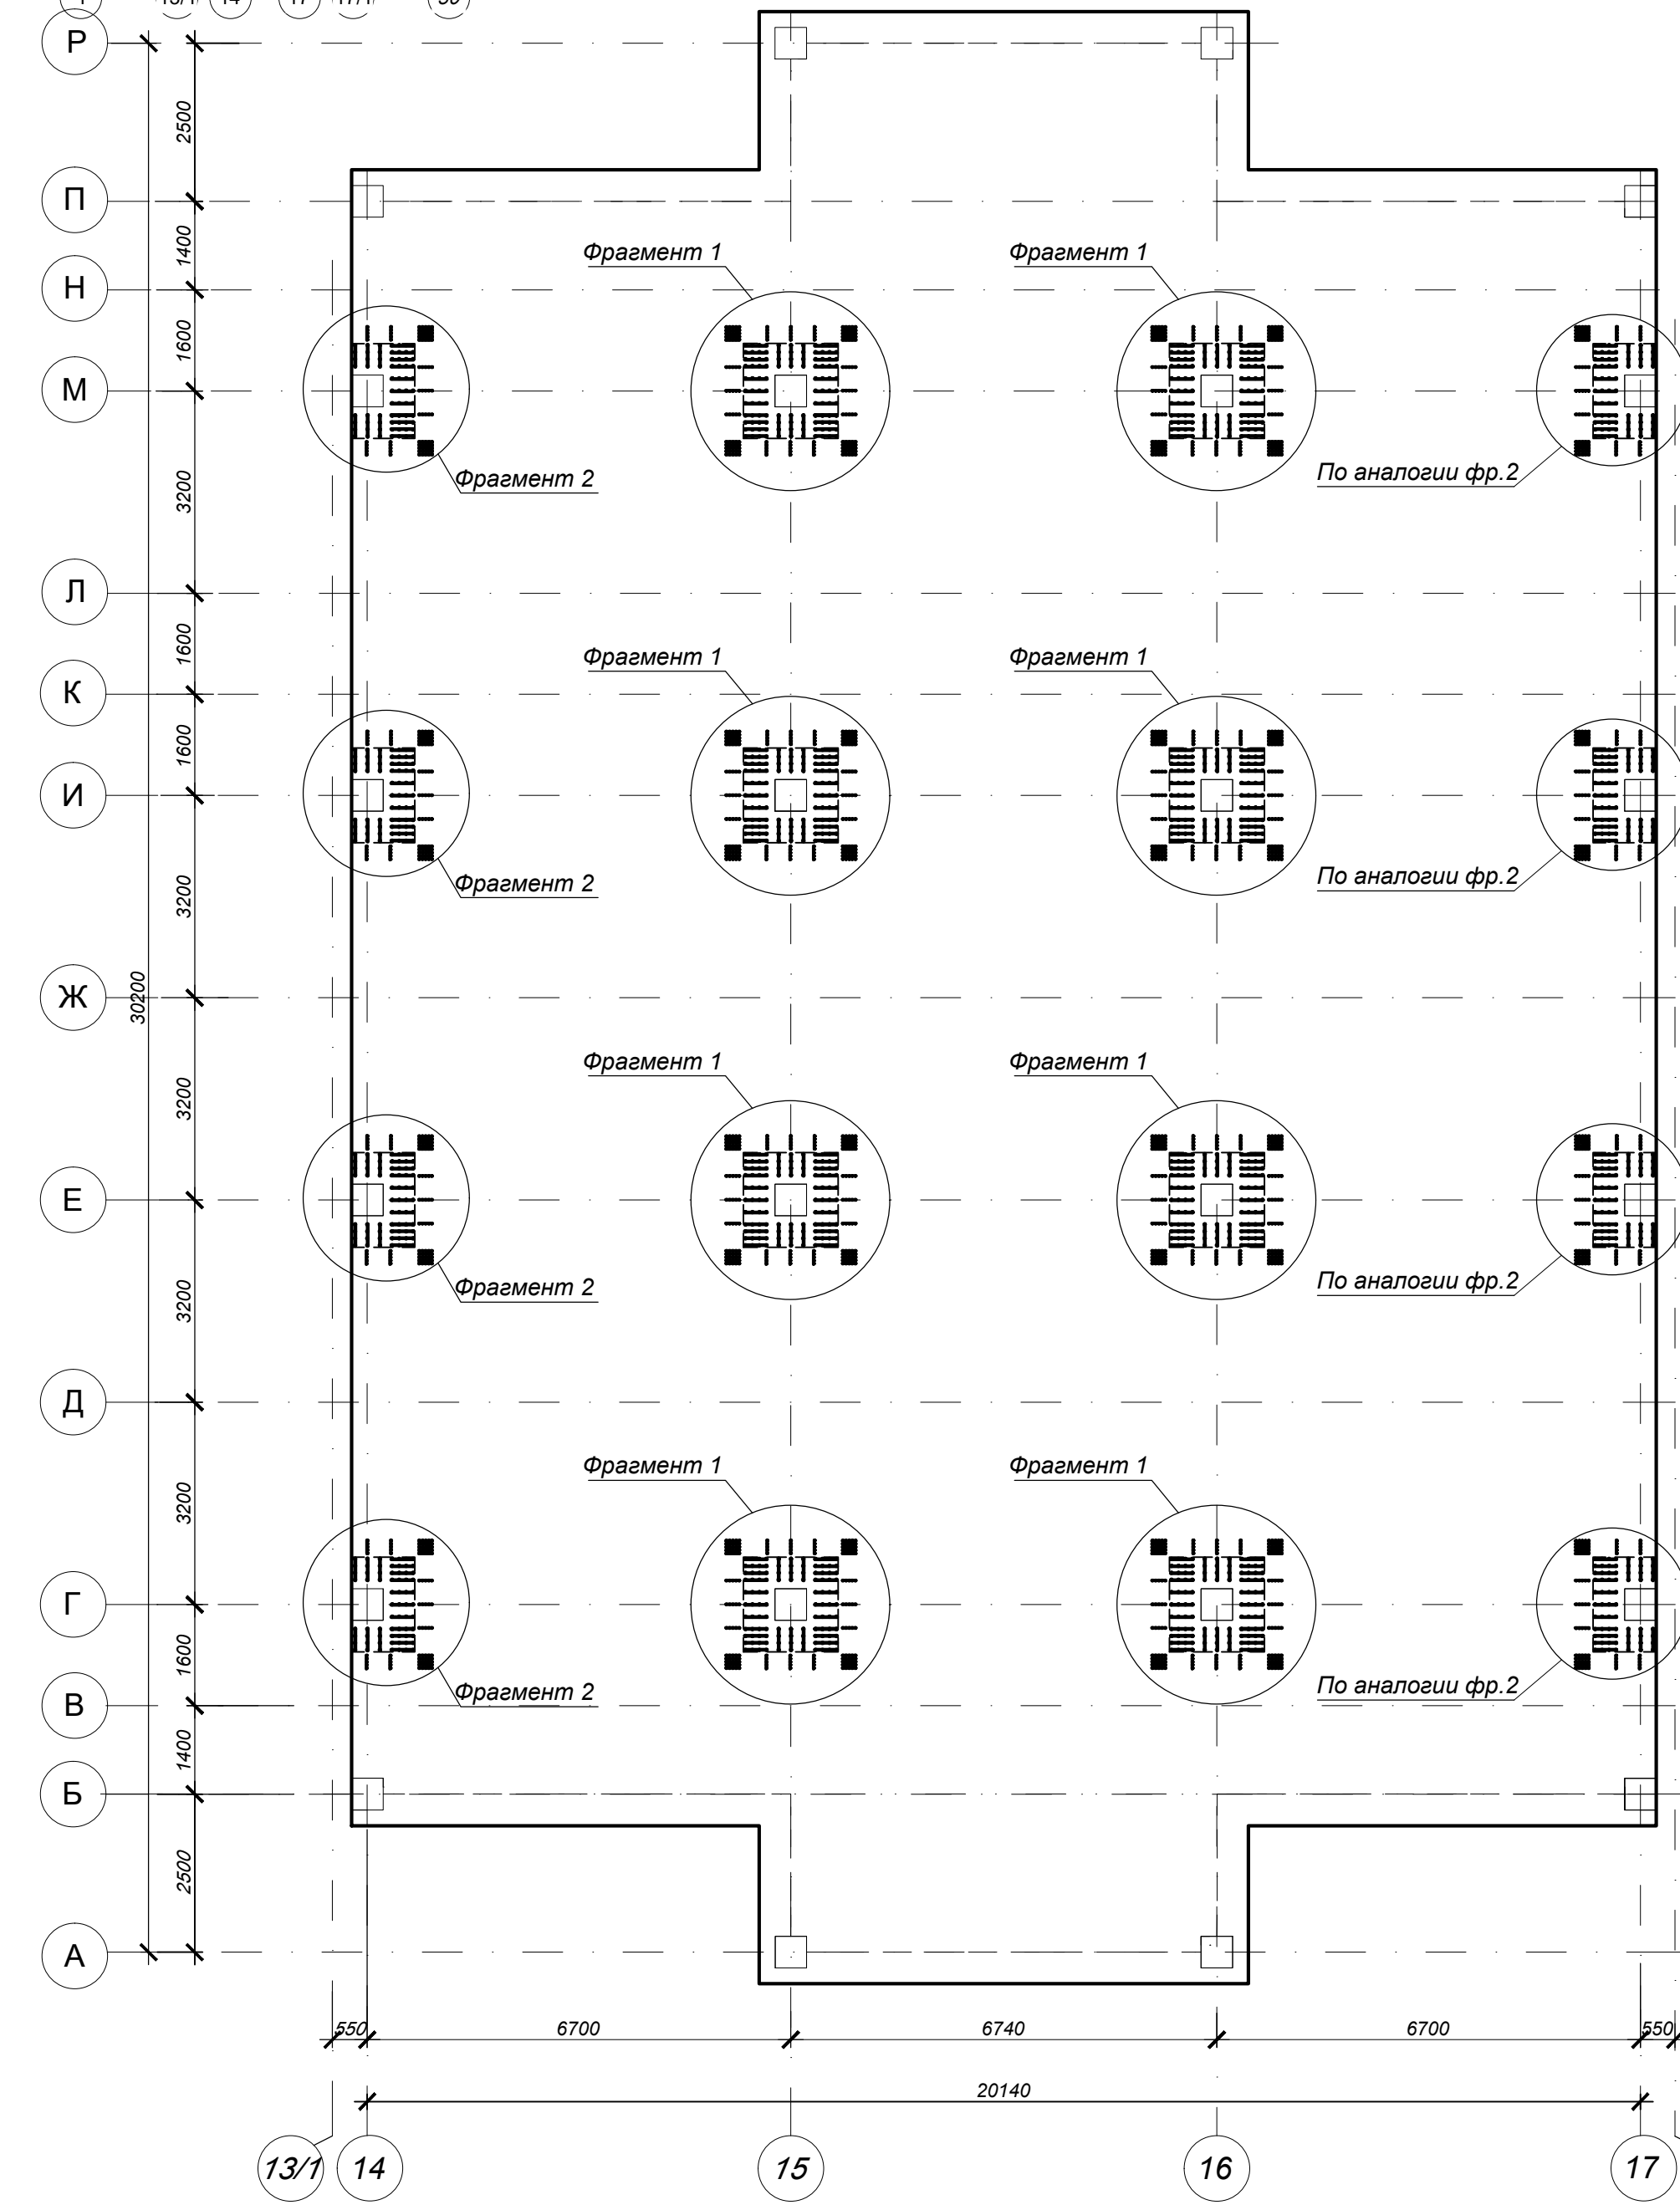 Р
2500
П
1400
Фрагмент 1
Фрагмент 1
Н
1600
М
Фрагмент 2
По аналогии фр.2
3200
Л
1600
Фрагмент 1
Фрагмент 1
К
1600
И
Фрагмент 2
По аналогии фр.2
3200
Ж
30200
Фрагмент 1
Фрагмент 1
3200
Е
Фрагмент 2
По аналогии фр.2
3200
Д
Фрагмент 1
Фрагмент 1
3200
Г
1600
Фрагмент 2
По аналогии фр.2
В
1400
Б
2500
А
550
6700
6740
6700
550
20140
13/1
14
15
16
17